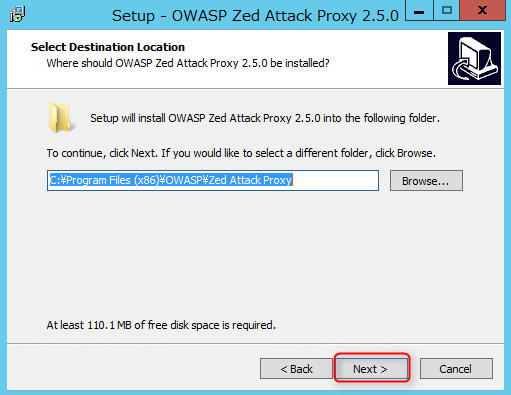 Setup - OWASP Zed Attack Proxy 2.5.0
Select Destination Location
Where should OWASP Zed Attack Proxy 2.5.0 be installed?
Setup will install OWASP Zed Attack Proxy 2.5.0 into the following folder.
To continue, click Next. If you would like to select a different folder, click Browse.
C:¥Program Files (x86)¥OWASP¥Zed Attack Proxy
Browse...
At least 110.1 MB of free disk space is required.
< Back
Next >
Cancel